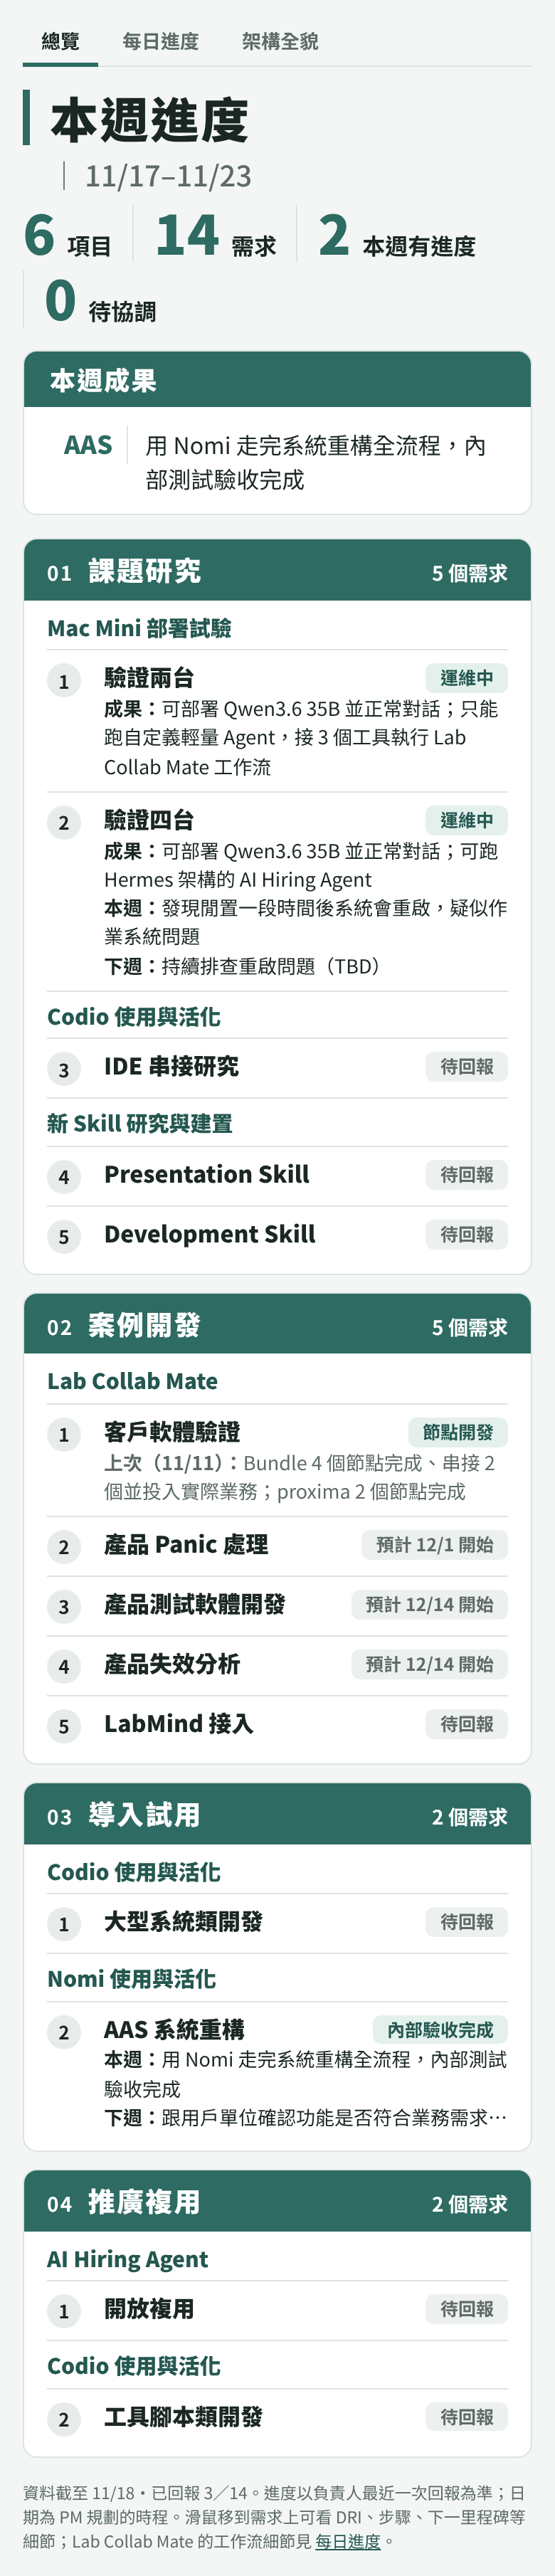 總覽 每日進度 架構全貌
本週進度
11/17–11/23
6 項目 14 需求 2 本週有進度
0 待協調
本週成果
AAS 用 Nomi 走完系統重構全流程，內
部測試驗收完成
01 課題研究 5 個需求
Mac Mini 部署試驗
1 驗證兩台 運維中
成果：可部署 Qwen3.6 35B 並正常對話；只能
跑自定義輕量 Agent，接 3 個工具執行 Lab
Collab Mate 工作流
2 驗證四台 運維中
成果：可部署 Qwen3.6 35B 並正常對話；可跑
Hermes 架構的 AI Hiring Agent
本週：發現閒置一段時間後系統會重啟，疑似作
業系統問題
下週：持續排查重啟問題（TBD）
Codio 使用與活化
3 IDE 串接研究 待回報
新 Skill 研究與建置
4 Presentation Skill 待回報
5 Development Skill 待回報
02 案例開發 5 個需求
Lab Collab Mate
1 客戶軟體驗證 節點開發
上次（11/11）：Bundle 4 個節點完成、串接 2
個並投入實際業務；proxima 2 個節點完成
2 產品 Panic 處理 預計 12/1 開始
3 產品測試軟體開發 預計 12/14 開始
4 產品失效分析 預計 12/14 開始
5 LabMind 接入 待回報
03 導入試用 2 個需求
Codio 使用與活化
1 大型系統類開發 待回報
Nomi 使用與活化
2 AAS 系統重構 內部驗收完成
本週：用 Nomi 走完系統重構全流程，內部測試
驗收完成
下週：跟用戶單位確認功能是否符合業務需求…
04 推廣複用 2 個需求
AI Hiring Agent
1 開放複用 待回報
Codio 使用與活化
2 工具腳本類開發 待回報
資料截至 11/18・已回報 3／14。進度以負責人最近一次回報為準；日
期為 PM 規劃的時程。滑鼠移到需求上可看 DRI、步驟、下一里程碑等
細節；Lab Collab Mate 的工作流細節見 每日進度。